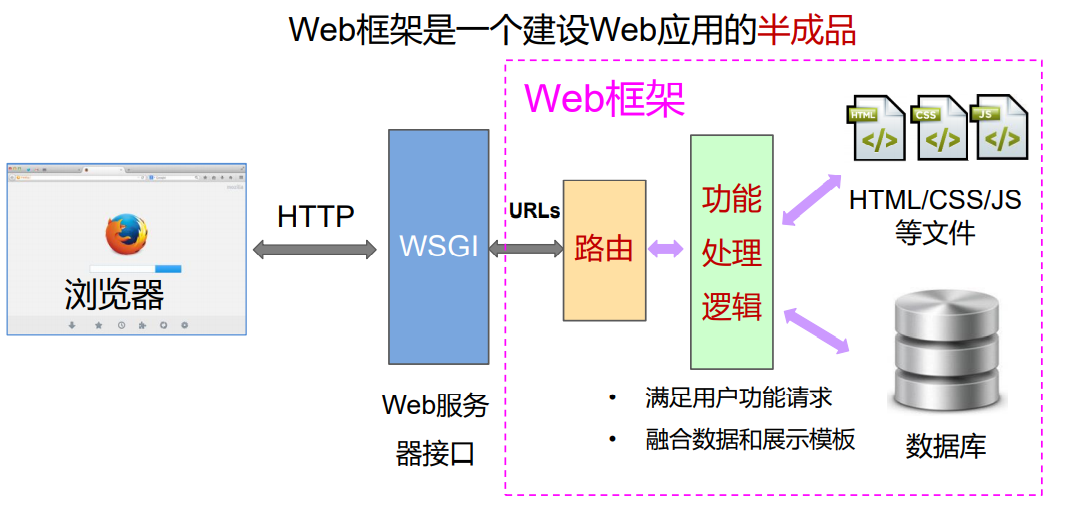 Web框架是一个建设Web应用的半成品
Web框架
HTML
CSS
JS
HTTP
URLs
WSGI
路由
功能
处理
逻辑
HTML/CSS/JS
等文件
浏览器
Web服务
器接口
• 满足用户功能请求
• 融合数据和展示模板
数据库